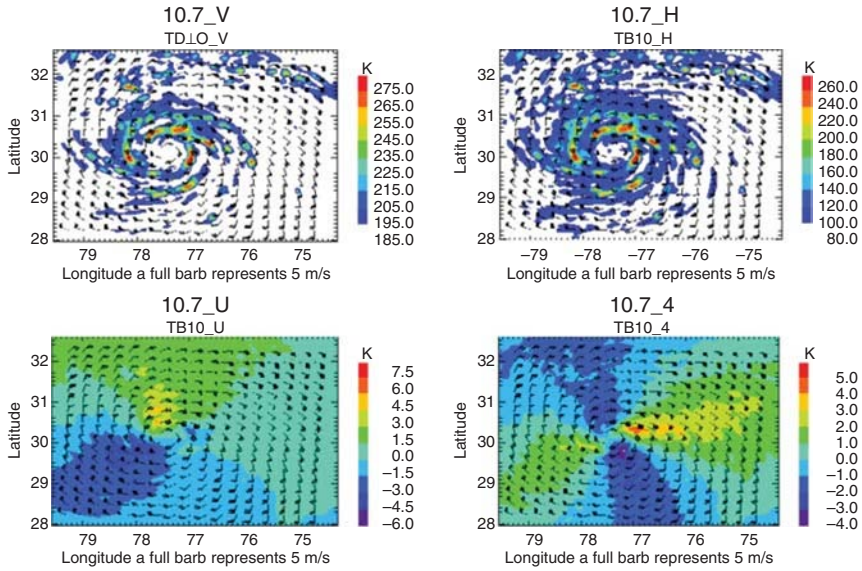 10.7_V
TD⊥O_V
K
275.0
265.0
255.0
245.0
235.0
225.0
215.0
205.0
195.0
185.0
Latitude
32
31
30
29
28
79 78 77 76 75
Longitude a full barb represents 5 m/s
10.7_H
TB10_H
K
260.0
240.0
220.0
200.0
180.0
160.0
140.0
120.0
100.0
80.0
Latitude
32
31
30
29
28
–79 –78 –77 –76 –75
Longitude a full barb represents 5 m/s
10.7_U
TB10_U
K
7.5
6.0
4.5
3.0
1.5
0.0
–1.5
–3.0
–4.5
–6.0
Latitude
32
31
30
29
28
79 78 77 76 75
Longitude a full barb represents 5 m/s
10.7_4
TB10_4
K
5.0
4.0
3.0
2.0
1.0
0.0
–1.0
–2.0
–3.0
–4.0
Latitude
32
31
30
29
28
79 78 77 76 75
Longitude a full barb represents 5 m/s